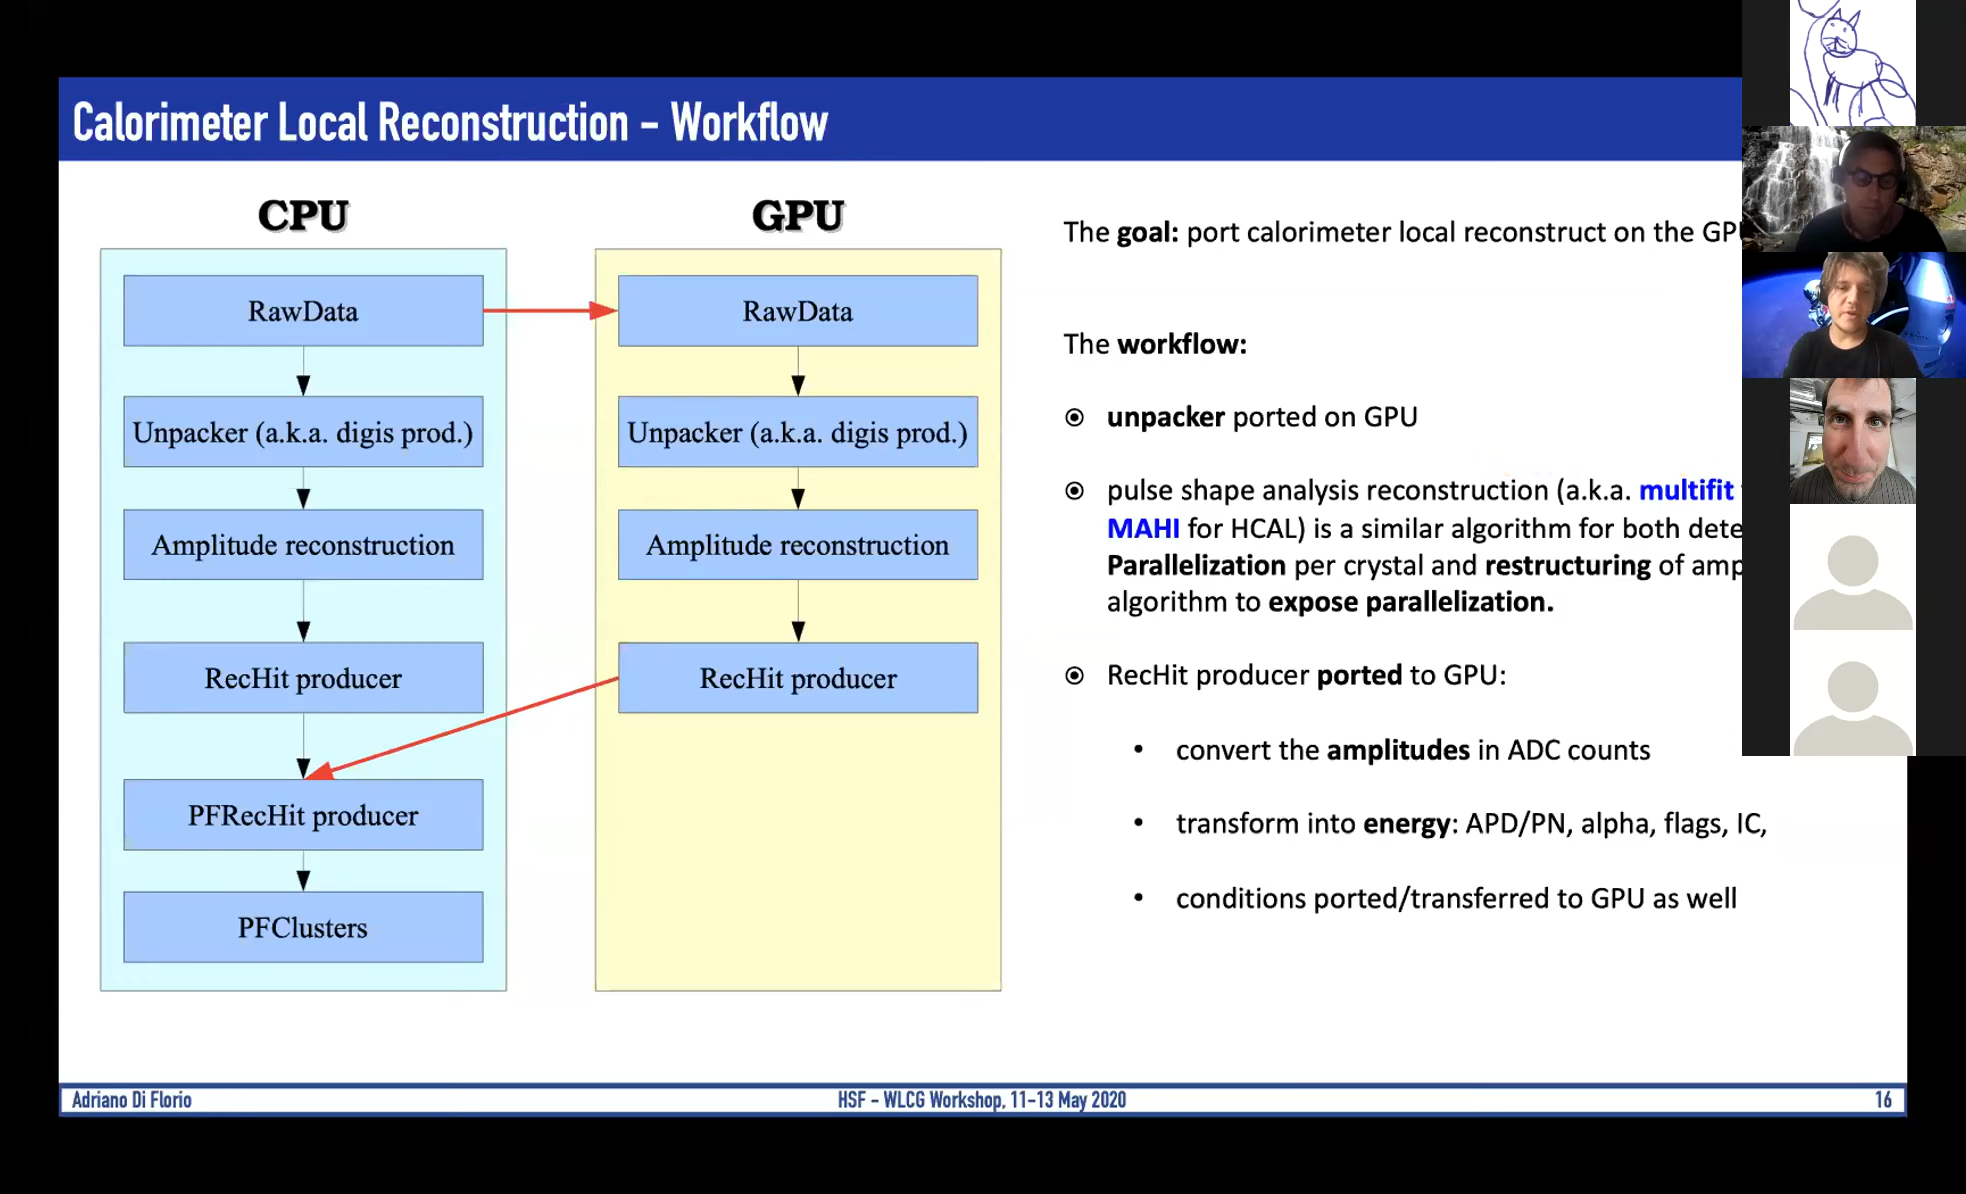 Calorimeter Local Reconstruction – Workflow
CPU
RawData
Unpacker (a.k.a. digis prod.)
Amplitude reconstruction
RecHit producer
PFRecHit producer
PFClusters
GPU
RawData
Unpacker (a.k.a. digis prod.)
Amplitude reconstruction
RecHit producer
The goal: port calorimeter local reconstruct on the
The workflow:
unpacker ported on GPU
pulse shape analysis reconstruction (a.k.a. multifit
MAHI for HCAL) is a similar algorithm for both
Parallelization per crystal and restructuring of
algorithm to expose parallelization.
RecHit producer ported to GPU:
convert the amplitudes in ADC counts
transform into energy: APD/PN, alpha, flags, IC,
conditions ported/transferred to GPU as well
Adriano Di Florio
HSF – WLCG Workshop, 11–13 May 2020
16